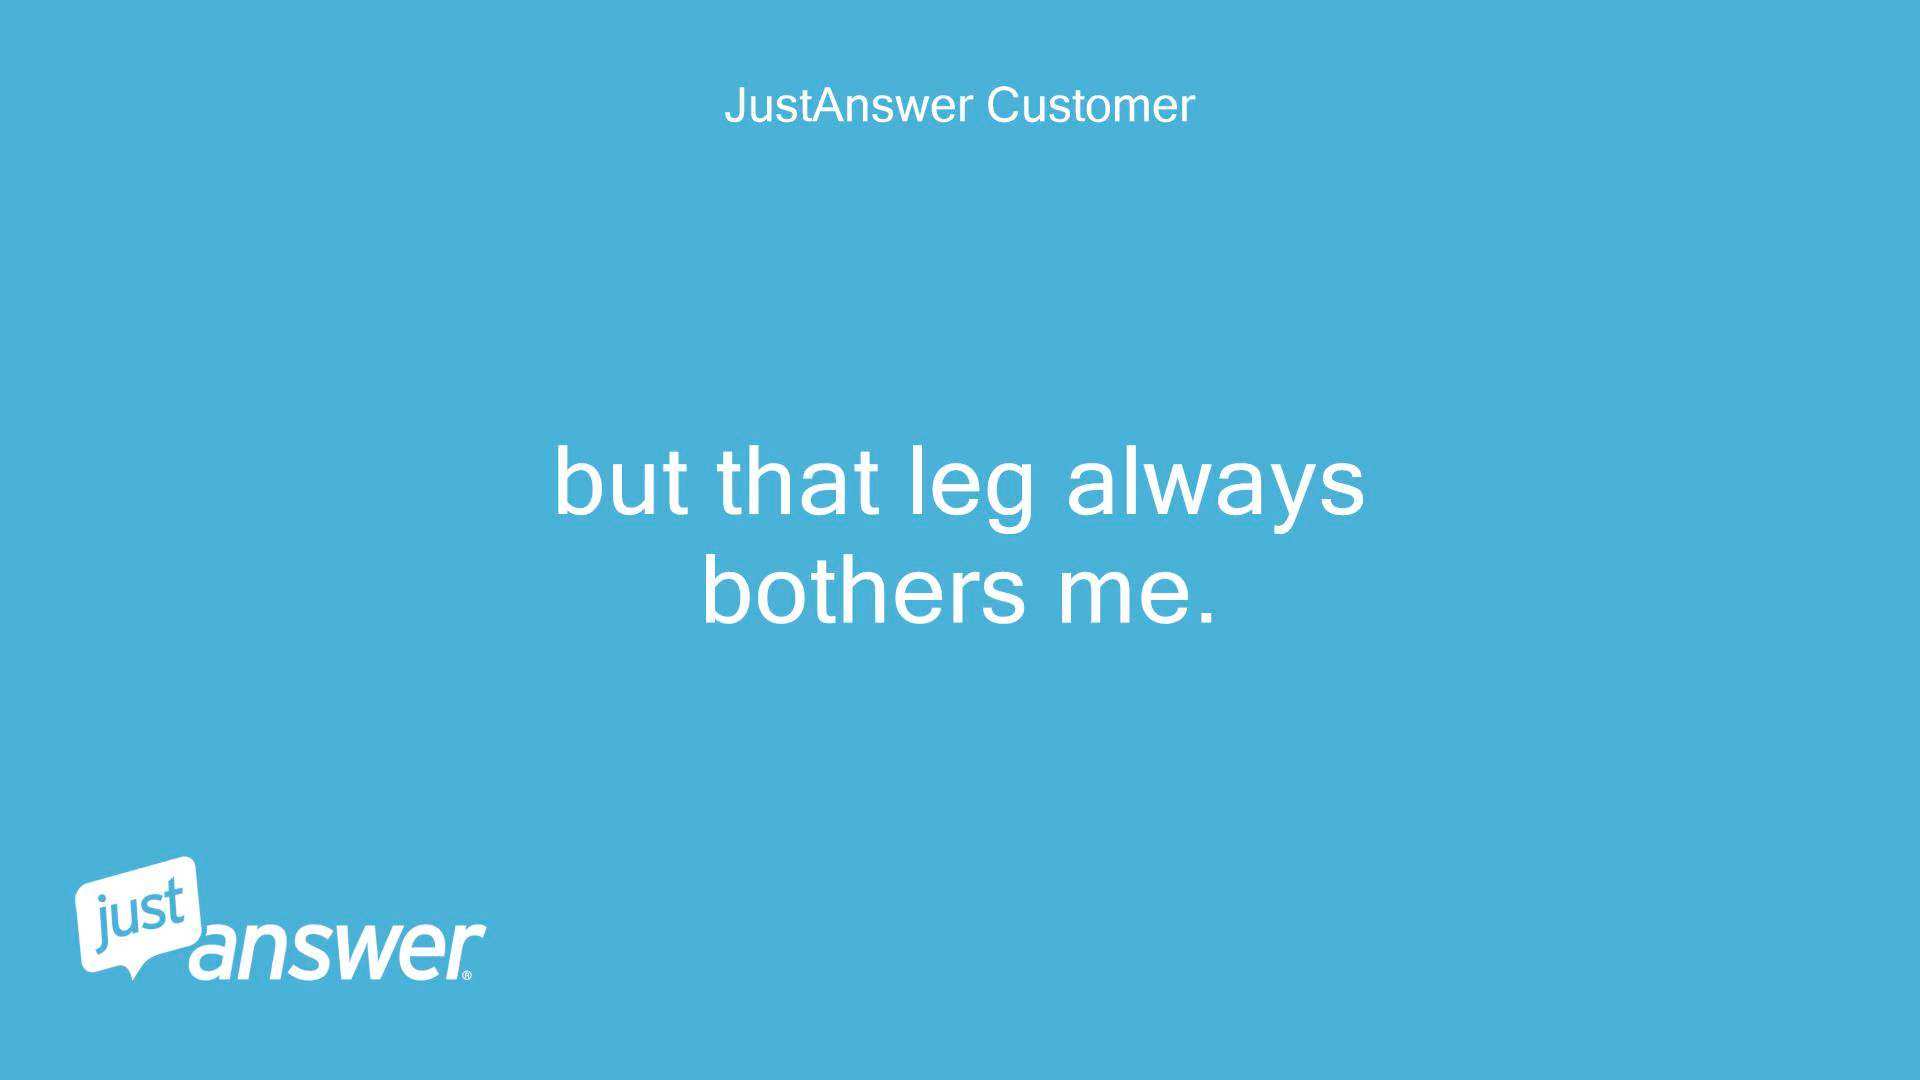 JustAnswer Customer
but that leg always
bothers me.
just
answer®